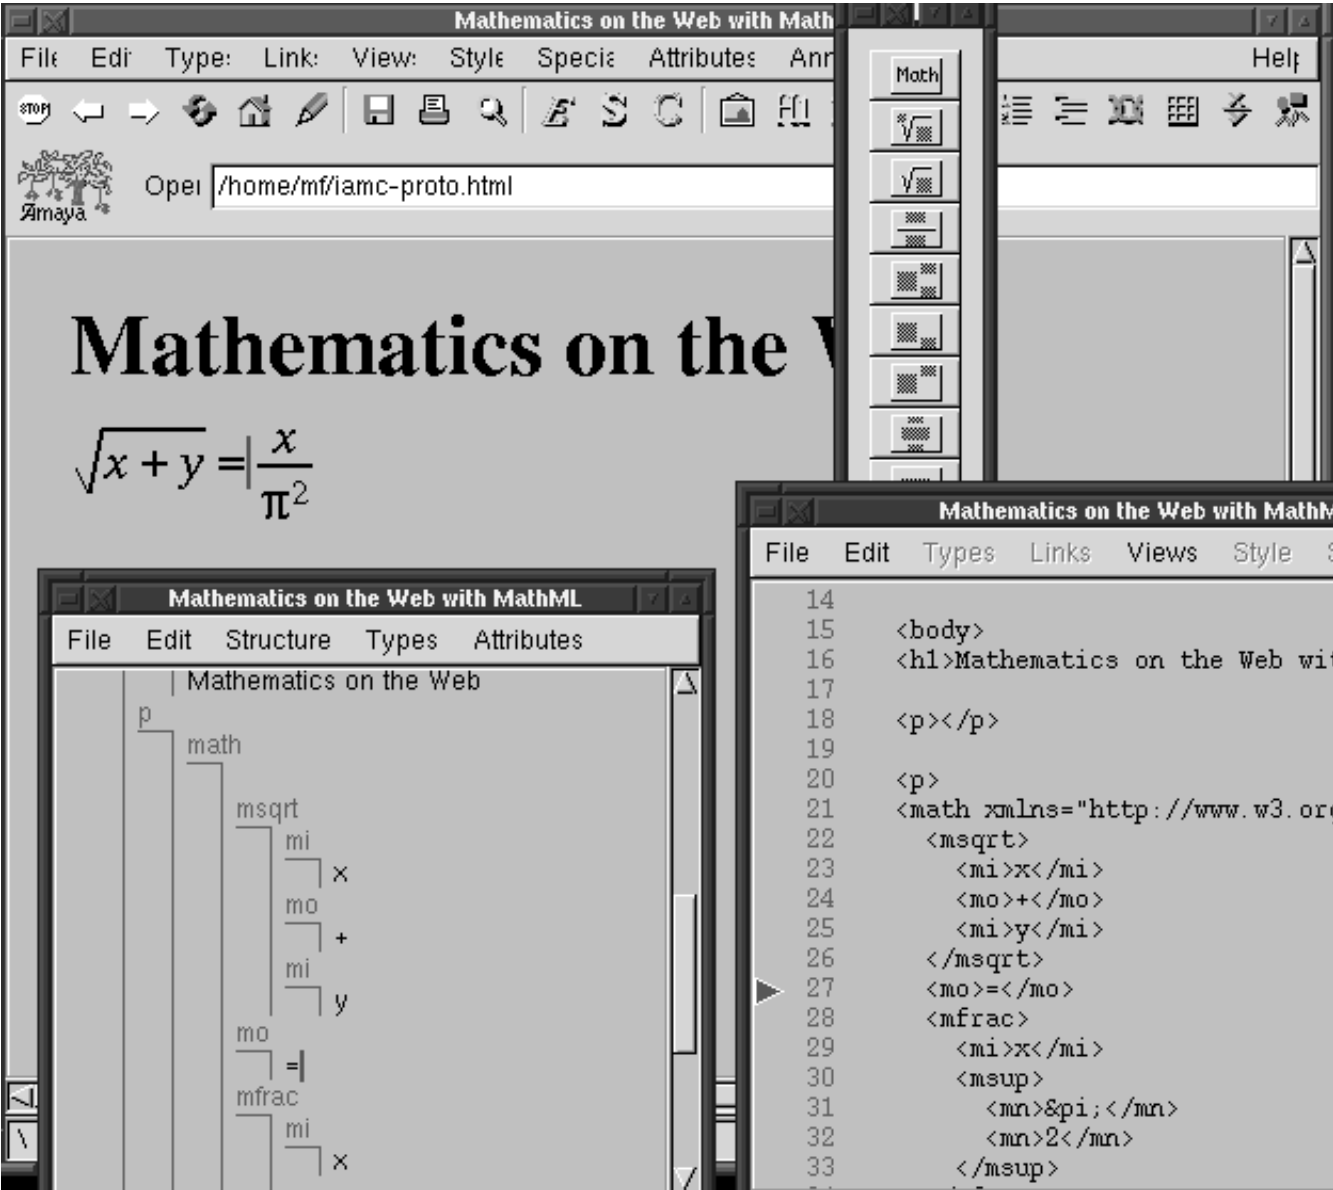 Mathematics on the Web with Math
File Edi Types Links Views Style Specia Attributes Ann Help
STOP
Amaya
Open /home/mf/iamc-proto.html
Math
Mathematics on the
√x + y = x
π2
Mathematics on the Web with MathML
File Edit Structure Types Attributes
Mathematics on the Web
p
math
msqrt
mi
x
mo
+
mi
y
mo
=
mfrac
mi
x
Mathematics on the Web with MathM
File Edit Types Links Views Style
14
15 <body>
16 <h1>Mathematics on the Web wit
17
18 <p></p>
19
20 <p>
21 <math xmlns="http://www.w3.org
22 <msqrt>
23 <mi>x</mi>
24 <mo>+</mo>
25 <mi>y</mi>
26 </msqrt>
27 <mo>=</mo>
28 <mfrac>
29 <mi>x</mi>
30 <msup>
31 <mn>&pi;</mn>
32 <mn>2</mn>
33 </msup>